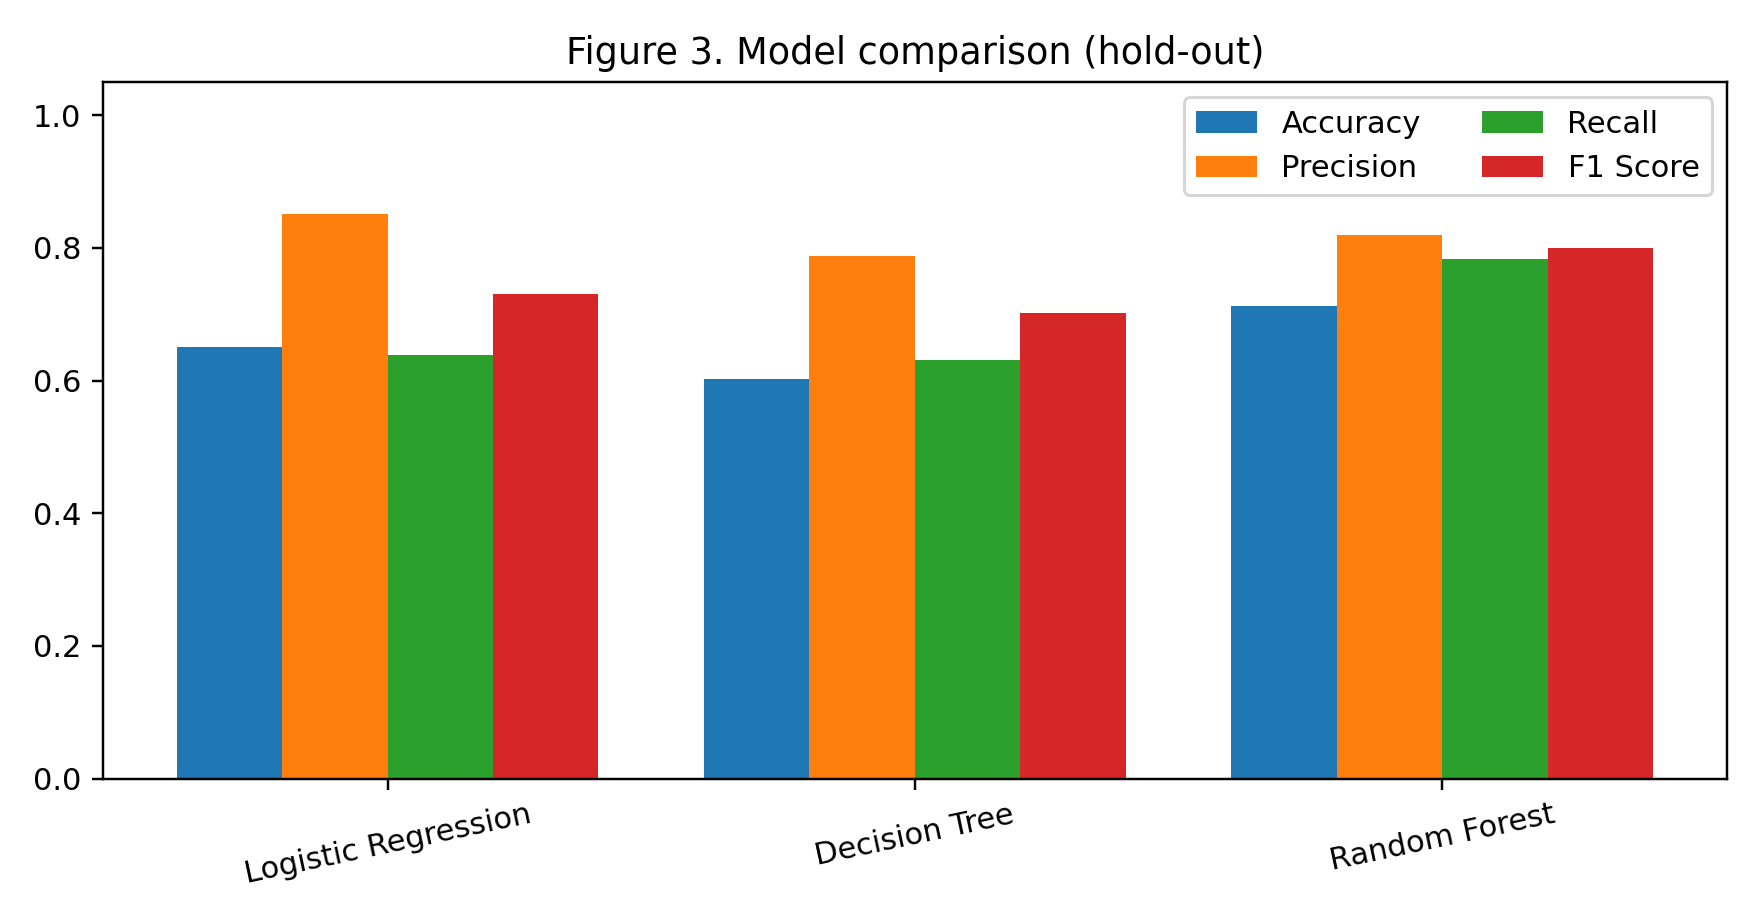 Figure 3. Model comparison (hold-out)
1.0
0.8
0.6
0.4
0.2
0.0
Accuracy
Precision
Recall
F1 Score
Logistic Regression
Decision Tree
Random Forest